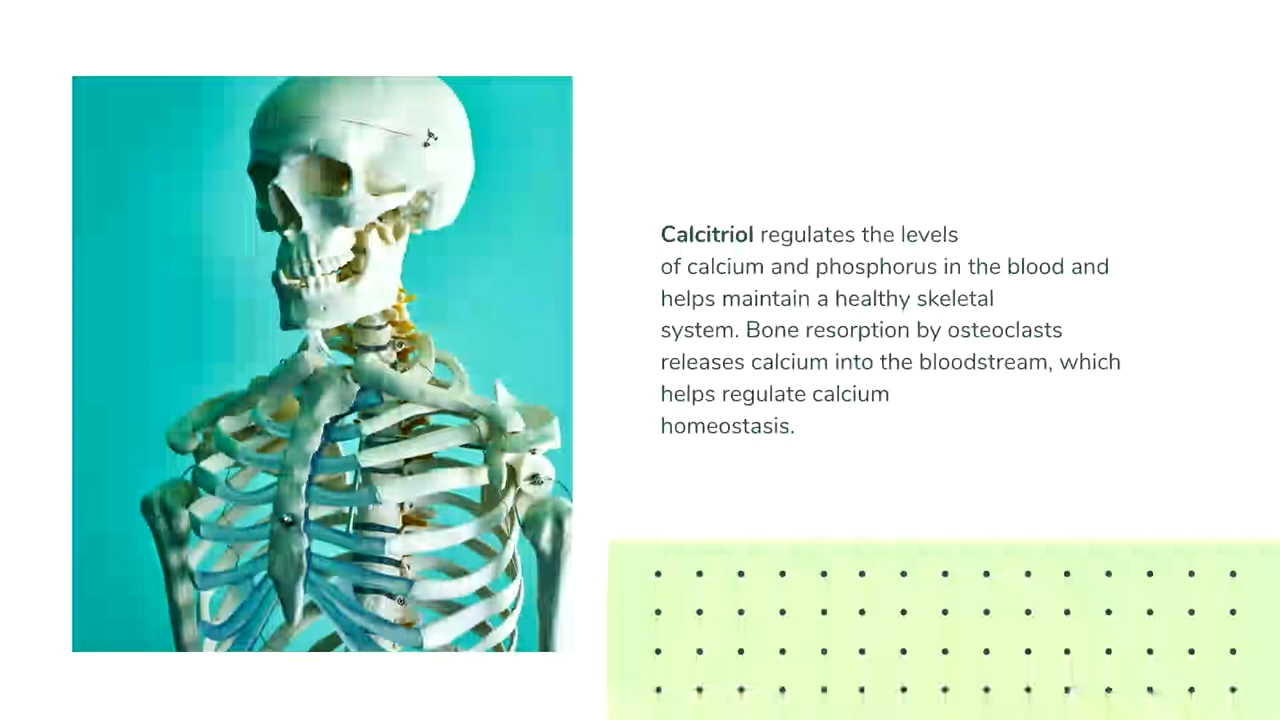 Calcitriol regulates the levels
of calcium and phosphorus in the blood and
helps maintain a healthy skeletal
system. Bone resorption by osteoclasts
releases calcium into the bloodstream, which
helps regulate calcium
homeostasis.